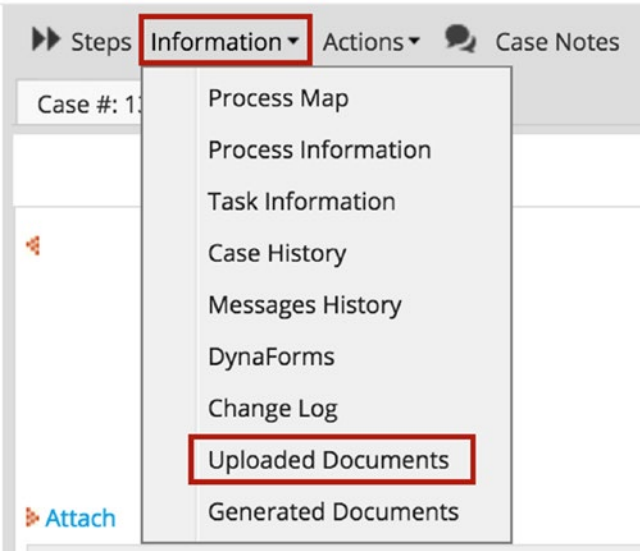 Steps Information Actions Case Notes
Case #: 1
Process Map
Process Information
Task Information
Case History
Messages History
DynaForms
Change Log
Uploaded Documents
Attach
Generated Documents